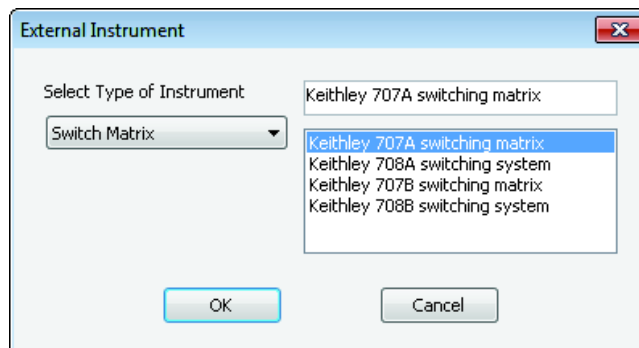 External Instrument
Select Type of Instrument
Switch Matrix
Keithley 707A switching matrix
Keithley 707A switching matrix
Keithley 708A switching system
Keithley 707B switching matrix
Keithley 708B switching system
OK
Cancel